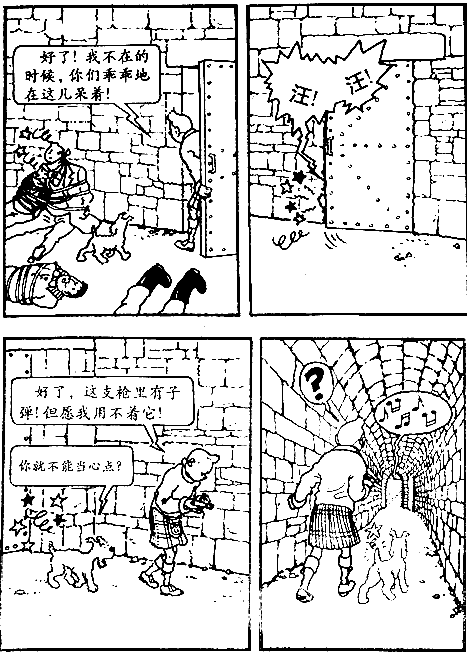 好了！我不在的
时候，你们乖乖地
在这儿呆着！
汪！
汪！
好了，这支枪里有子
弹！但愿我用不着它！
你就不能当心点？
?